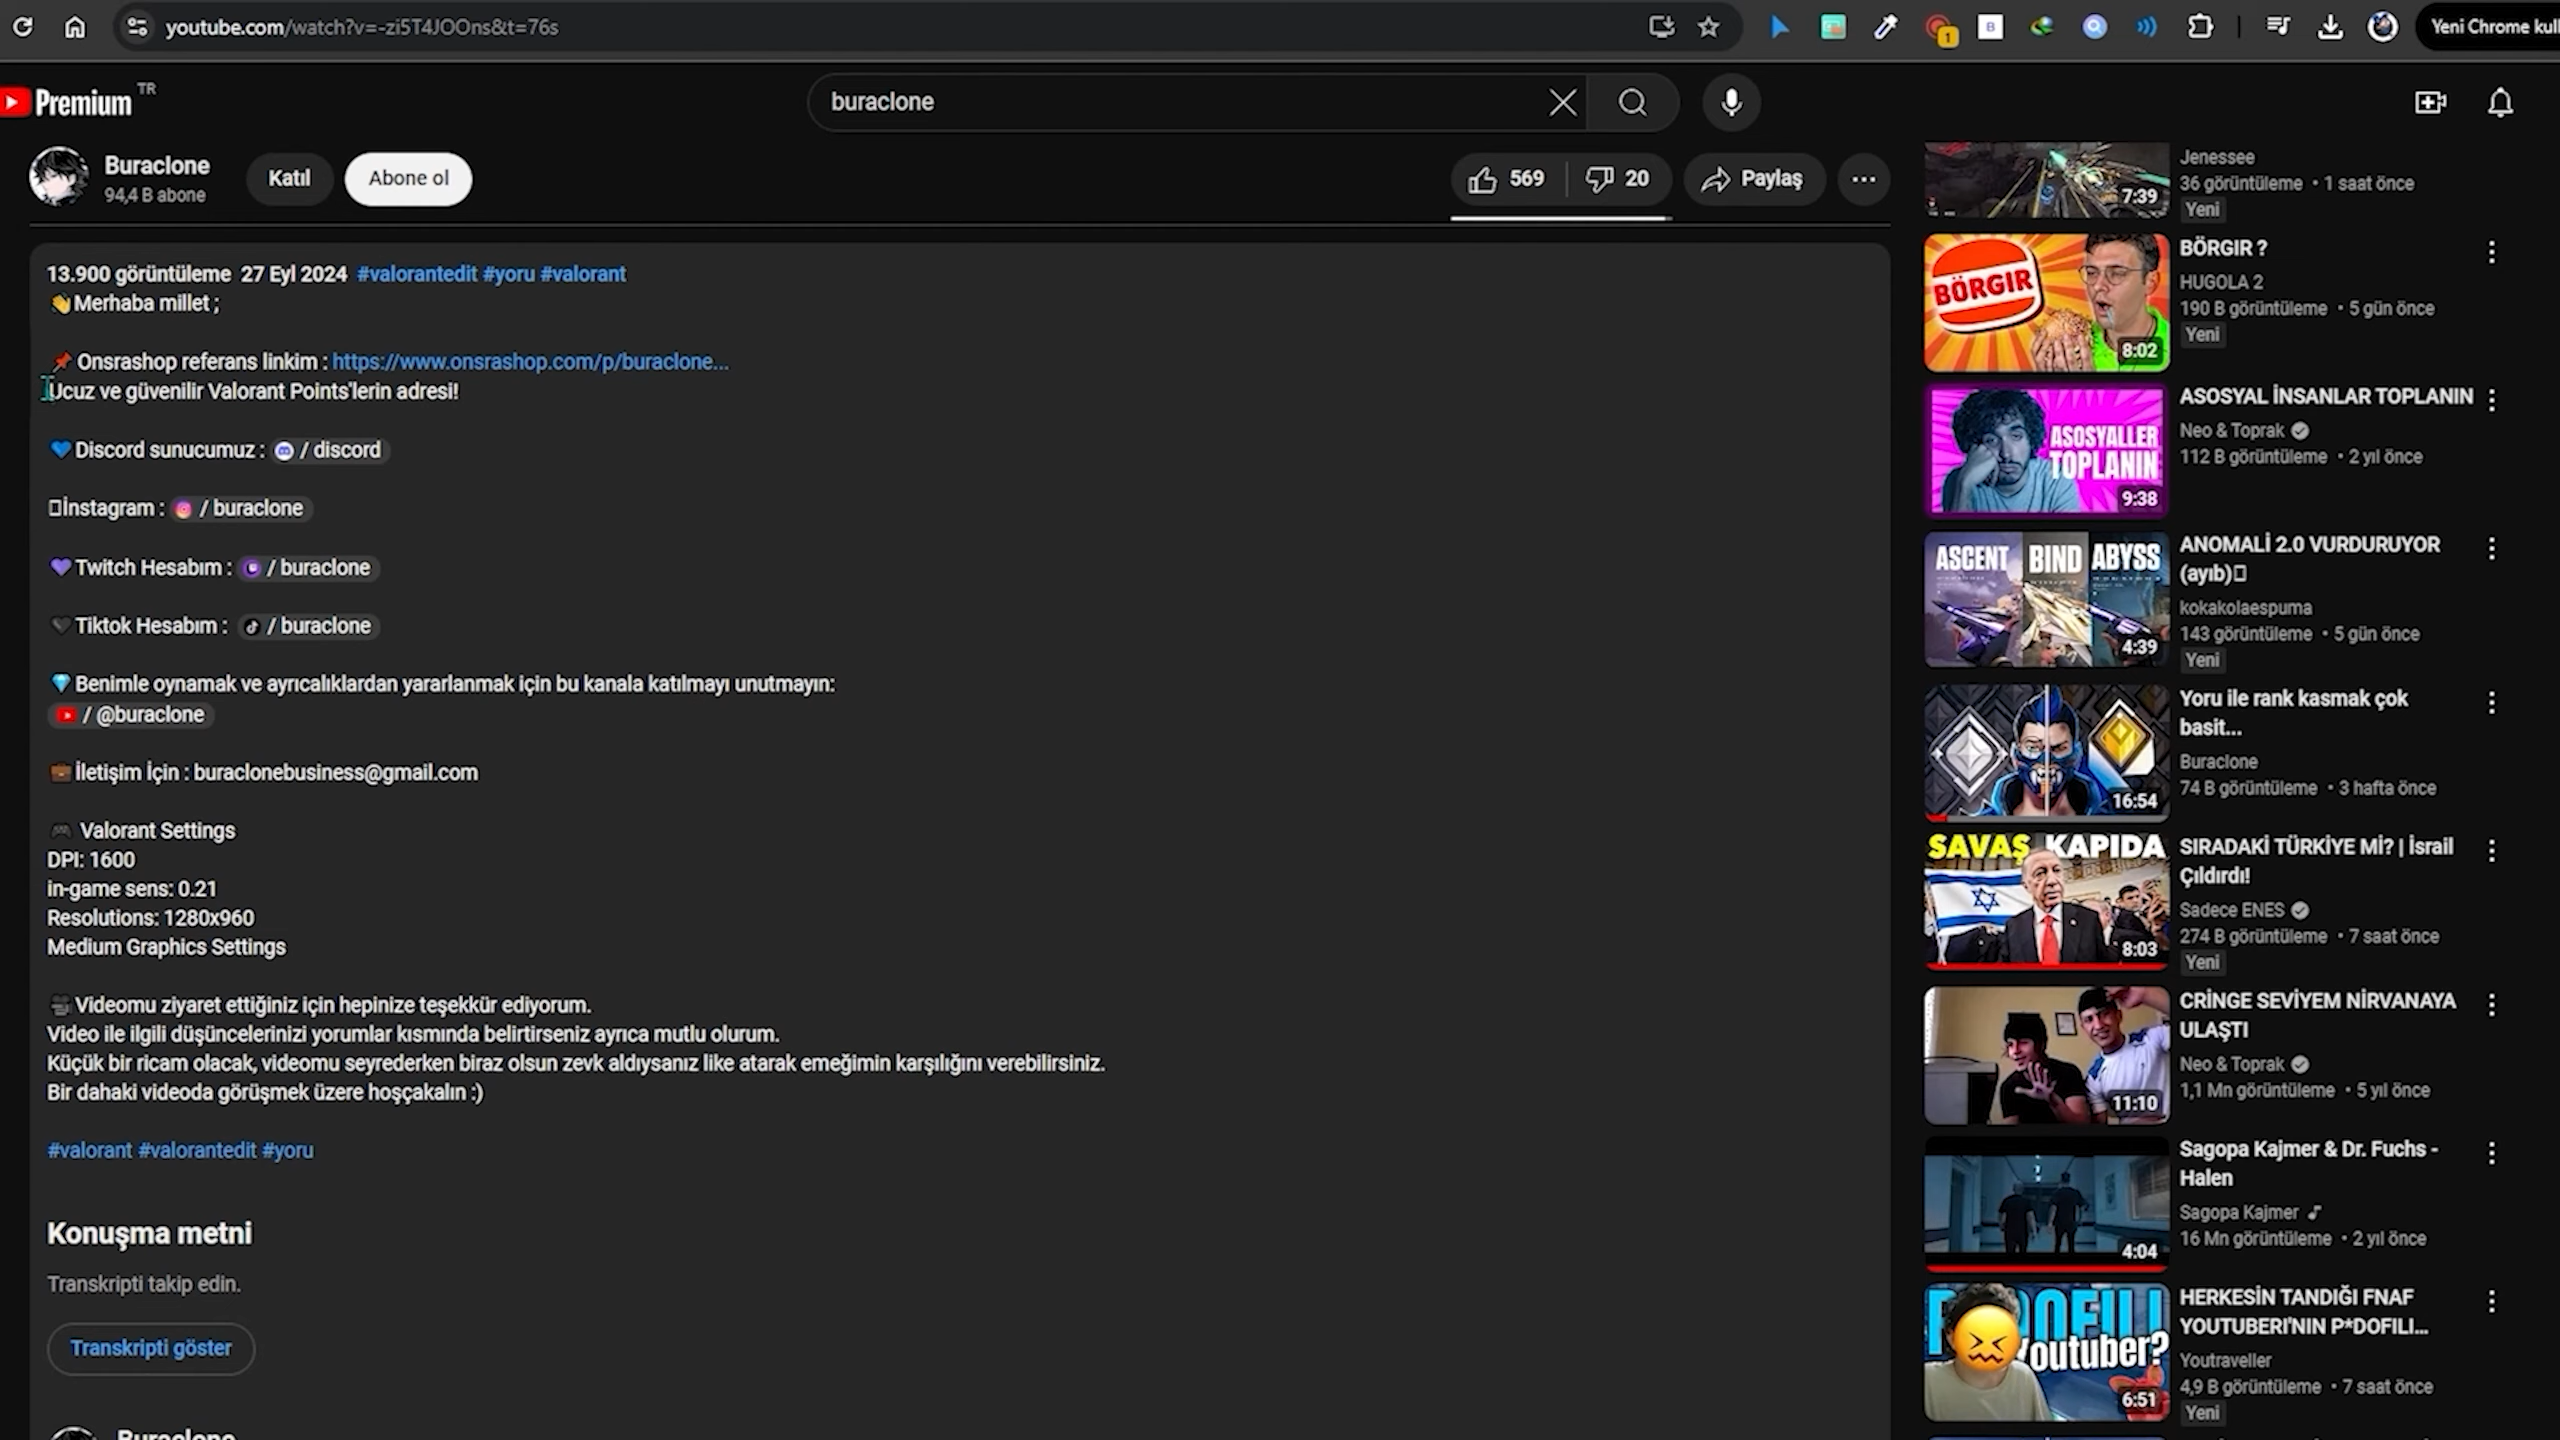 youtube.com/watch?v=-zi5T4JOOns&t=76s
1
B
Yeni Chrome kull
Premium TR
buraclone
Buraclone
94,4 B abone
Katıl
Abone ol
569
20
Paylaş
13.900 görüntüleme 27 Eyl 2024 #valorantedit #yoru #valorant
👋Merhaba millet ;
📌 Onsrashop referans linkim : https://www.onsrashop.com/p/buraclone...
Ucuz ve güvenilir Valorant Points'lerin adresi!
💙Discord sunucumuz : / discord
İnstagram : / buraclone
💜Twitch Hesabım : / buraclone
🖤Tiktok Hesabım : / buraclone
💎Benimle oynamak ve ayrıcalıklardan yararlanmak için bu kanala katılmayı unutmayın:
/ @buraclone
💼İletişim İçin : buraclonebusiness@gmail.com
🎮 Valorant Settings
DPI: 1600
in-game sens: 0.21
Resolutions: 1280x960
Medium Graphics Settings
🎥Videomu ziyaret ettiğiniz için hepinize teşekkür ediyorum.
Video ile ilgili düşüncelerinizi yorumlar kısmında belirtirseniz ayrıca mutlu olurum.
Küçük bir ricam olacak, videomu seyrederken biraz olsun zevk aldıysanız like atarak emeğimin karşılığını verebilirsiniz.
Bir dahaki videoda görüşmek üzere hoşçakalın :)
#valorant #valorantedit #yoru
Konuşma metni
Transkripti takip edin.
Transkripti göster
Buraclone
7:39
Jenessee
36 görüntüleme • 1 saat önce
Yeni
BÖRGIR
8:02
BÖRGIR ?
HUGOLA 2
190 B görüntüleme • 5 gün önce
Yeni
ASOSYALLER
TOPLANIN
9:38
ASOSYAL İNSANLAR TOPLANIN
Neo & Toprak
112 B görüntüleme • 2 yıl önce
ASCENT BIND ABYSS
4:39
ANOMALİ 2.0 VURDURUYOR
(ayıb)
kokakolaespuma
143 görüntüleme • 5 gün önce
Yeni
16:54
Yoru ile rank kasmak çok
basit...
Buraclone
74 B görüntüleme • 3 hafta önce
SAVAŞ KAPIDA
8:03
SIRADAKİ TÜRKİYE Mİ? | İsrail
Çıldırdı!
Sadece ENES
274 B görüntüleme • 7 saat önce
Yeni
11:10
CRİNGE SEVİYEM NİRVANAYA
ULAŞTI
Neo & Toprak
1,1 Mn görüntüleme • 5 yıl önce
4:04
Sagopa Kajmer & Dr. Fuchs -
Halen
Sagopa Kajmer
16 Mn görüntüleme • 2 yıl önce
Youtuber?
6:51
HERKESİN TANDIĞI FNAF
YOUTUBERI'NIN P*DOFILI...
Youtraveller
4,9 B görüntüleme • 7 saat önce
Yeni